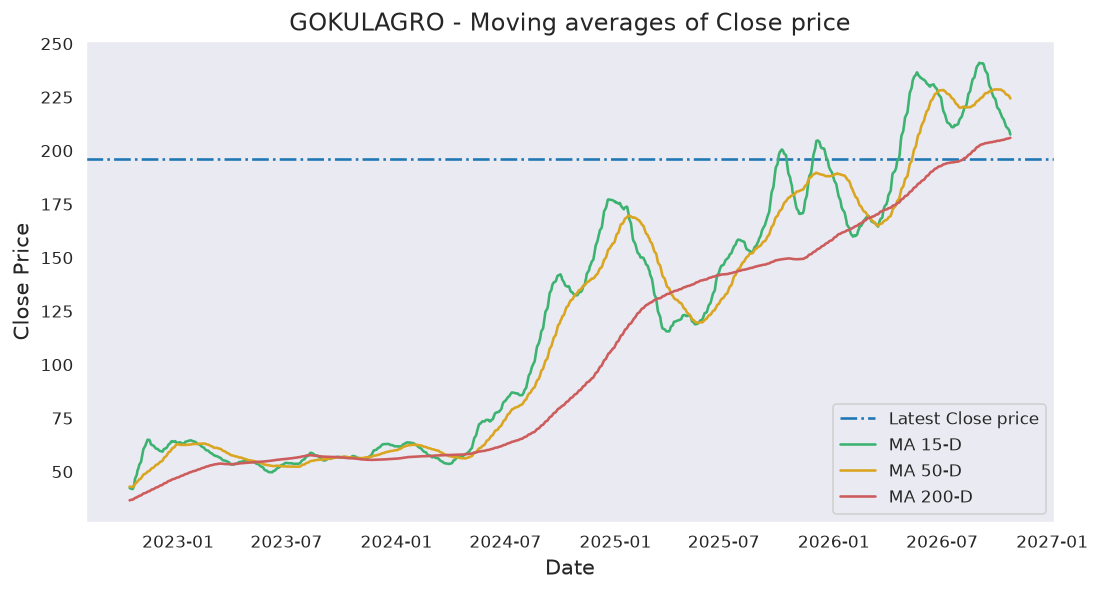 GOKULAGRO - Moving averages of Close price
250
225
200
175
150
125
100
75
50
Close Price
2023-01 2023-07 2024-01 2024-07 2025-01 2025-07 2026-01 2026-07 2027-01
Date
Latest Close price
MA 15-D
MA 50-D
MA 200-D